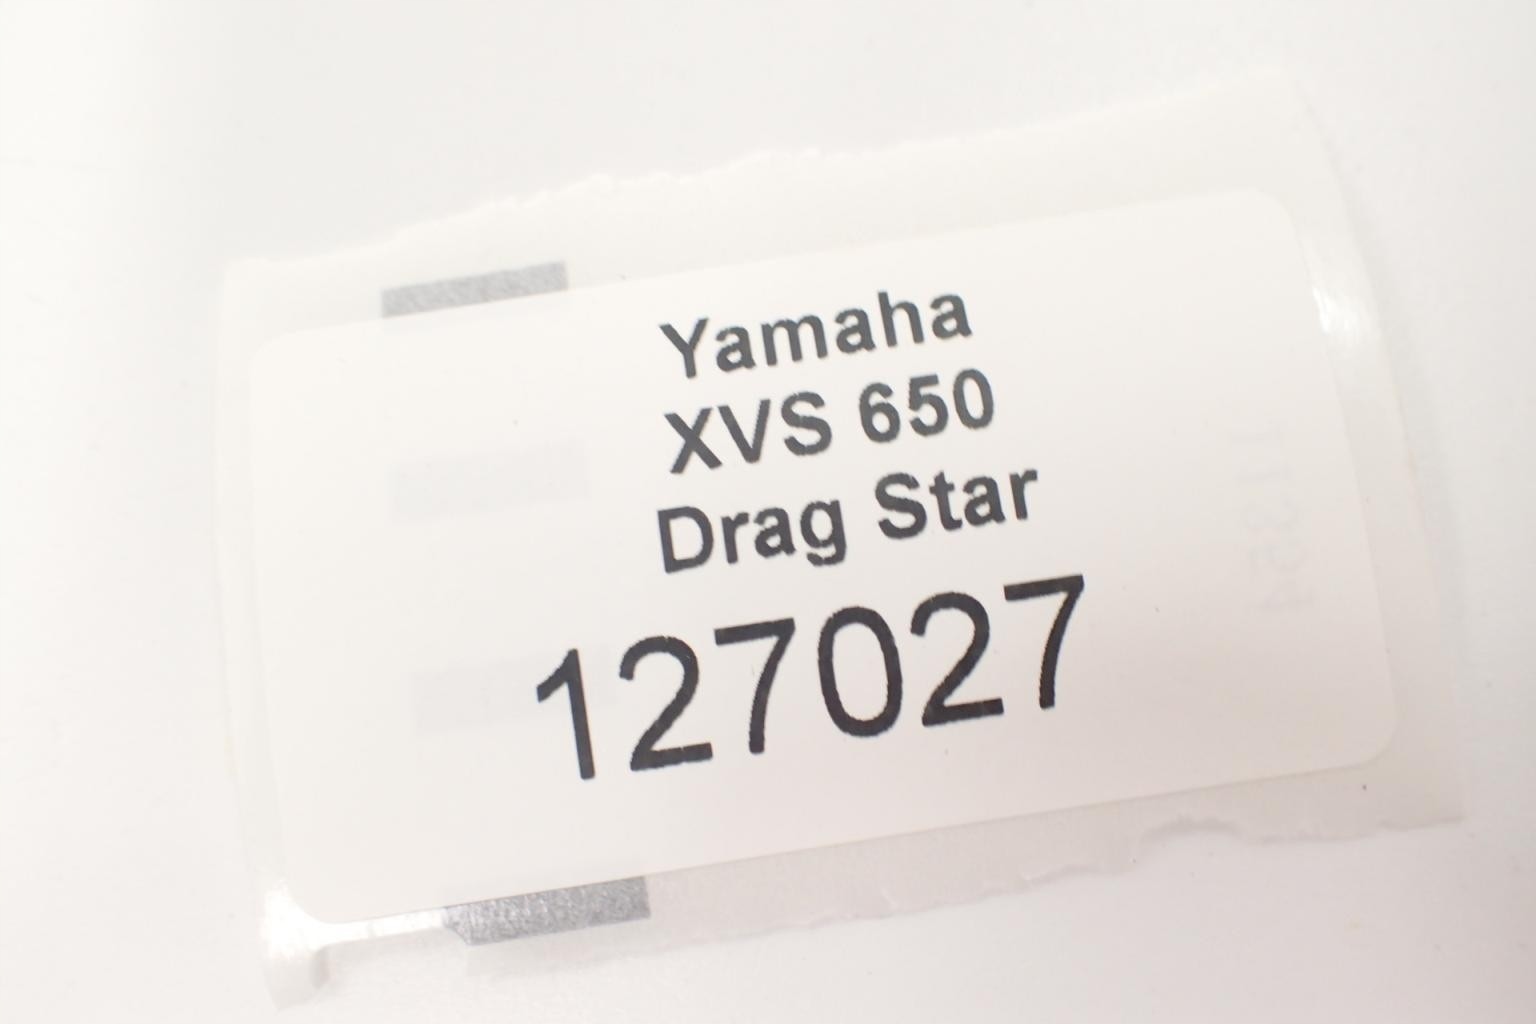 Yamaha
XVS 650
Drag Star
127027